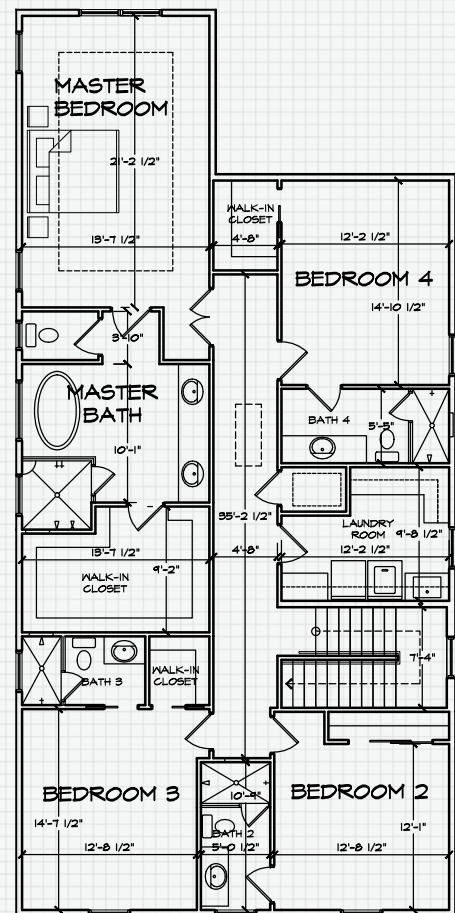 MASTER
BEDROOM
21'-2 1/2"
13'-7 1/2"
WALK-IN
CLOSET
4'-8"
12'-2 1/2"
BEDROOM 4
14'-10 1/2"
3'-10"
MASTER
BATH
10'-1"
BATH 4
5'-5"
35'-2 1/2"
4'-8"
LAUNDRY
ROOM
9'-8 1/2"
12'-2 1/2"
13'-7 1/2"
9'-2"
WALK-IN
CLOSET
7'-4"
BATH 3
WALK-IN
CLOSET
BEDROOM 3
14'-7 1/2"
12'-8 1/2"
10'-9"
BATH 2
5'-0 1/2"
BEDROOM 2
12'-1"
12'-8 1/2"